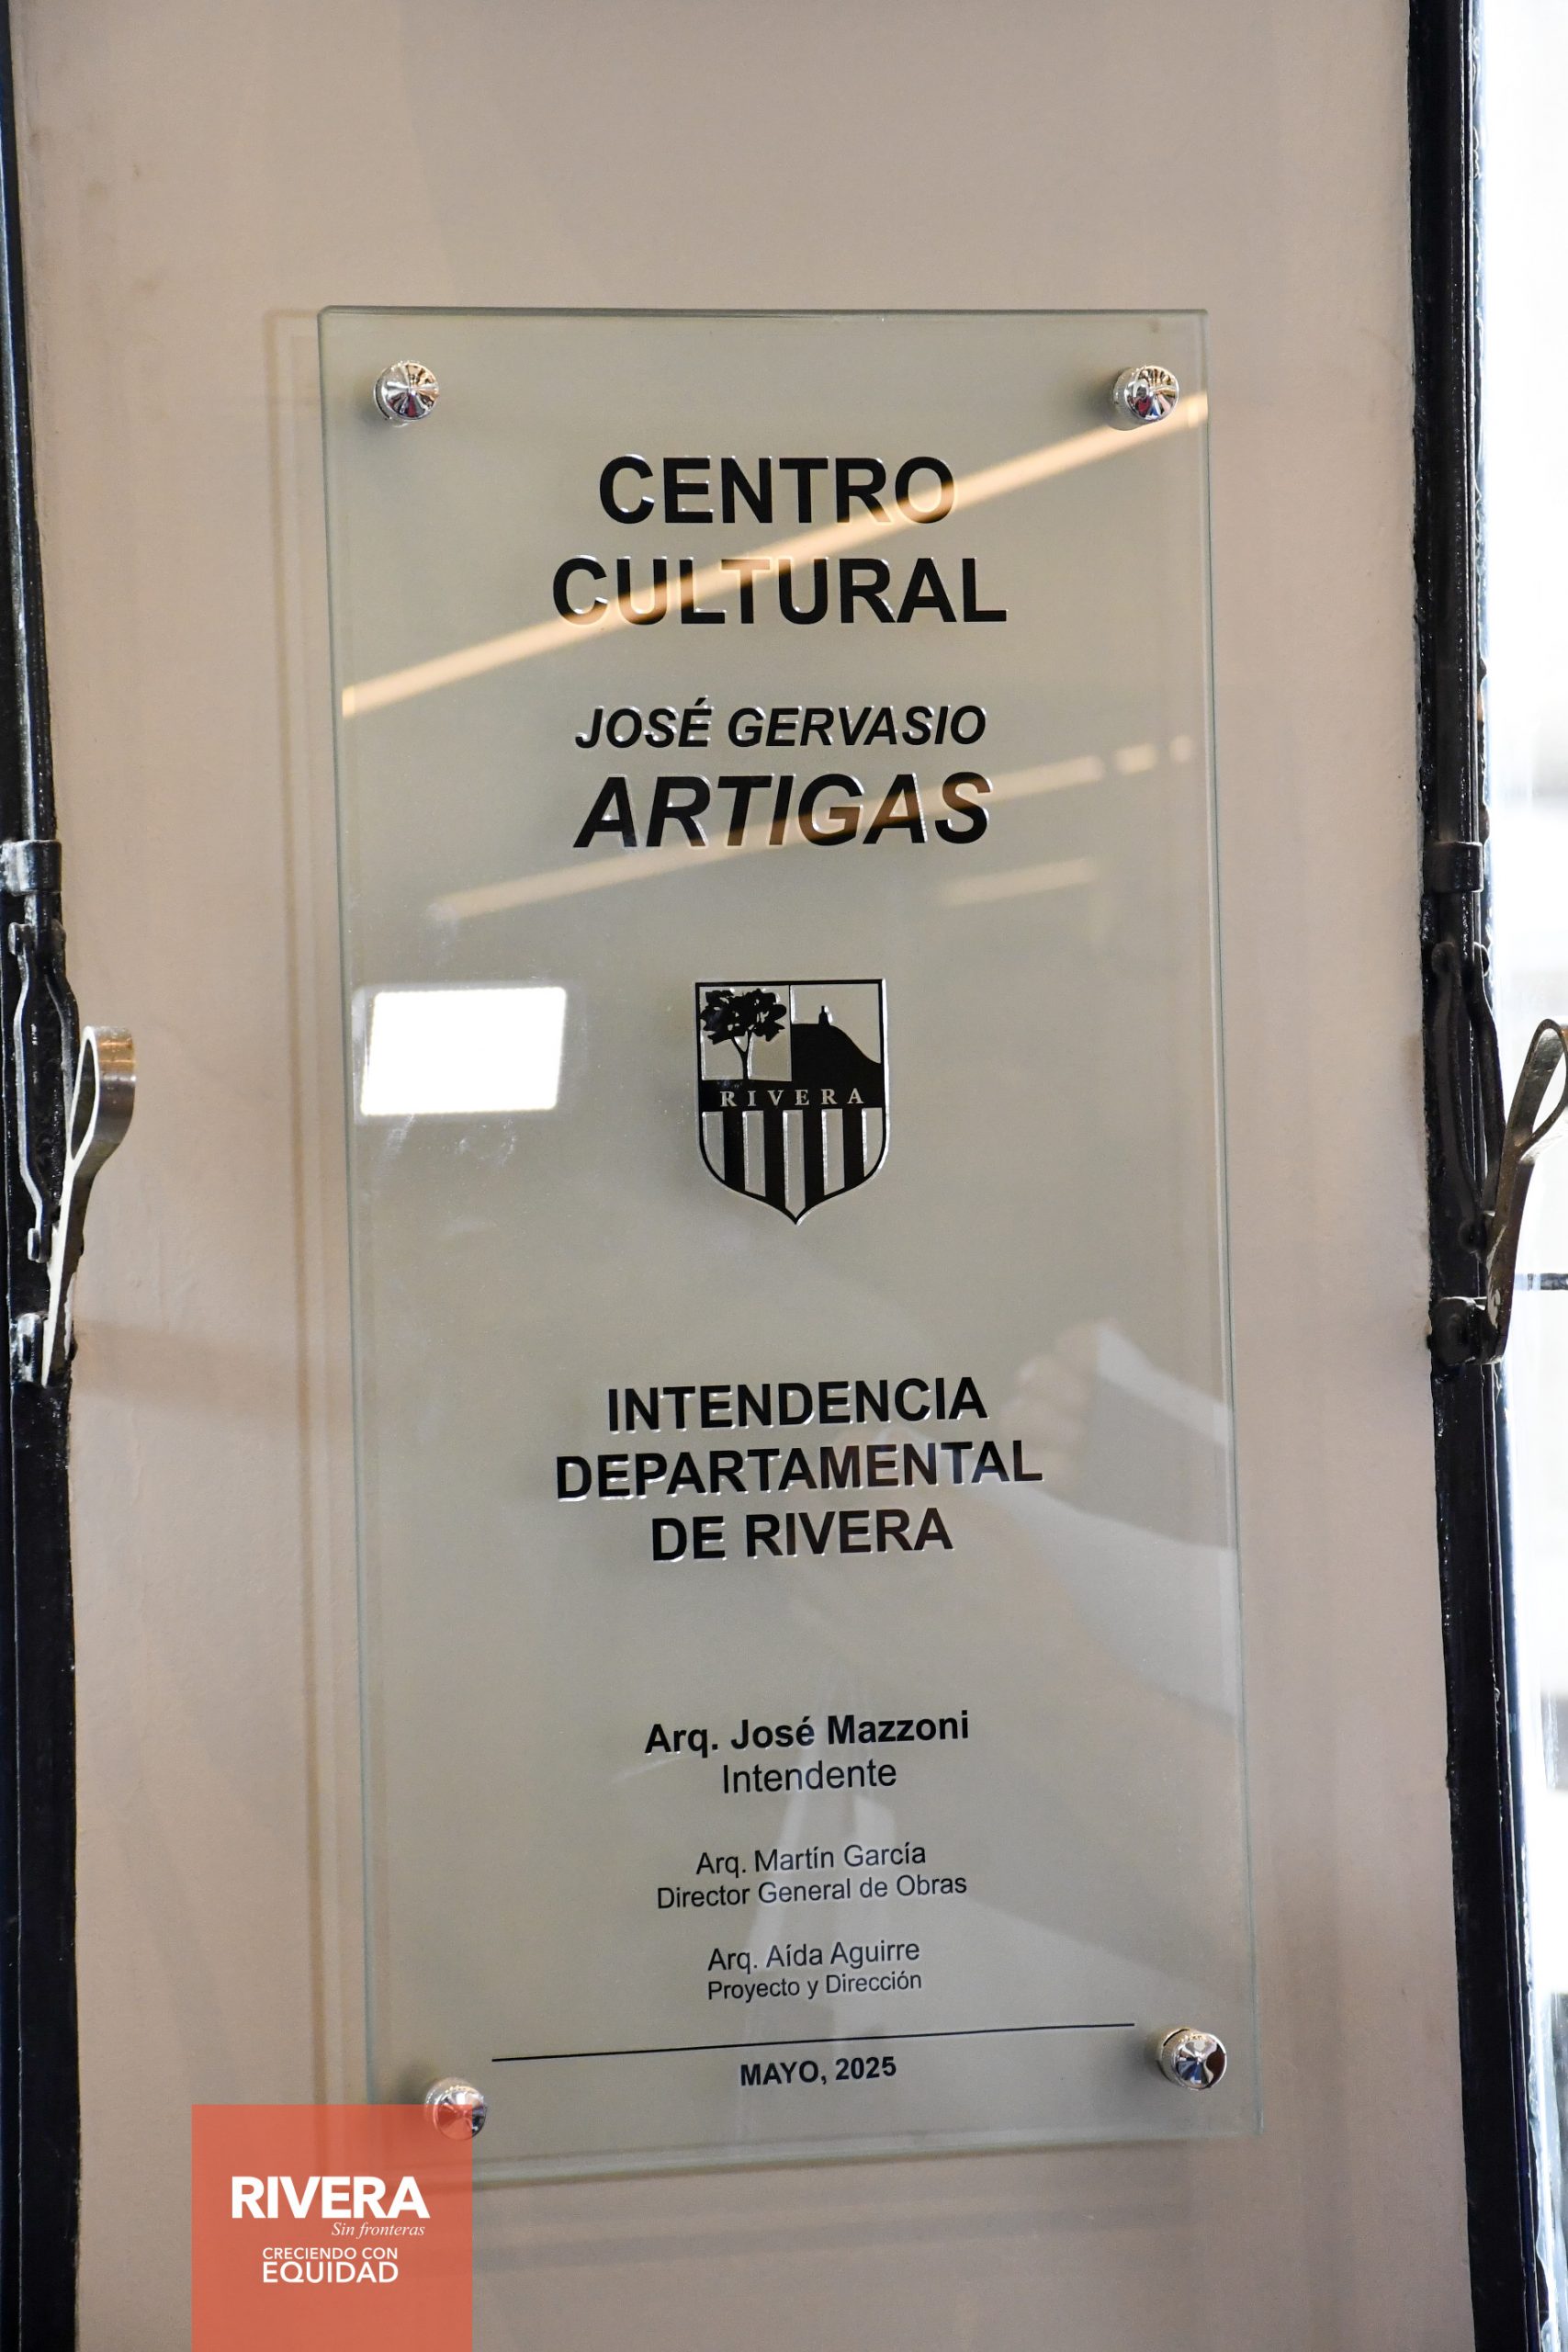 CENTRO
CULTURAL
JOSÉ GERVASIO
ARTIGAS
RIVERA
INTENDENCIA
DEPARTAMENTAL
DE RIVERA
Arq. José Mazzoni
Intendente
Arq. Martín García
Director General de Obras
Arq. Aída Aguirre
Proyecto y Dirección
MAYO, 2025
RIVERA
Sin fronteras
CRECIENDO CON
EQUIDAD